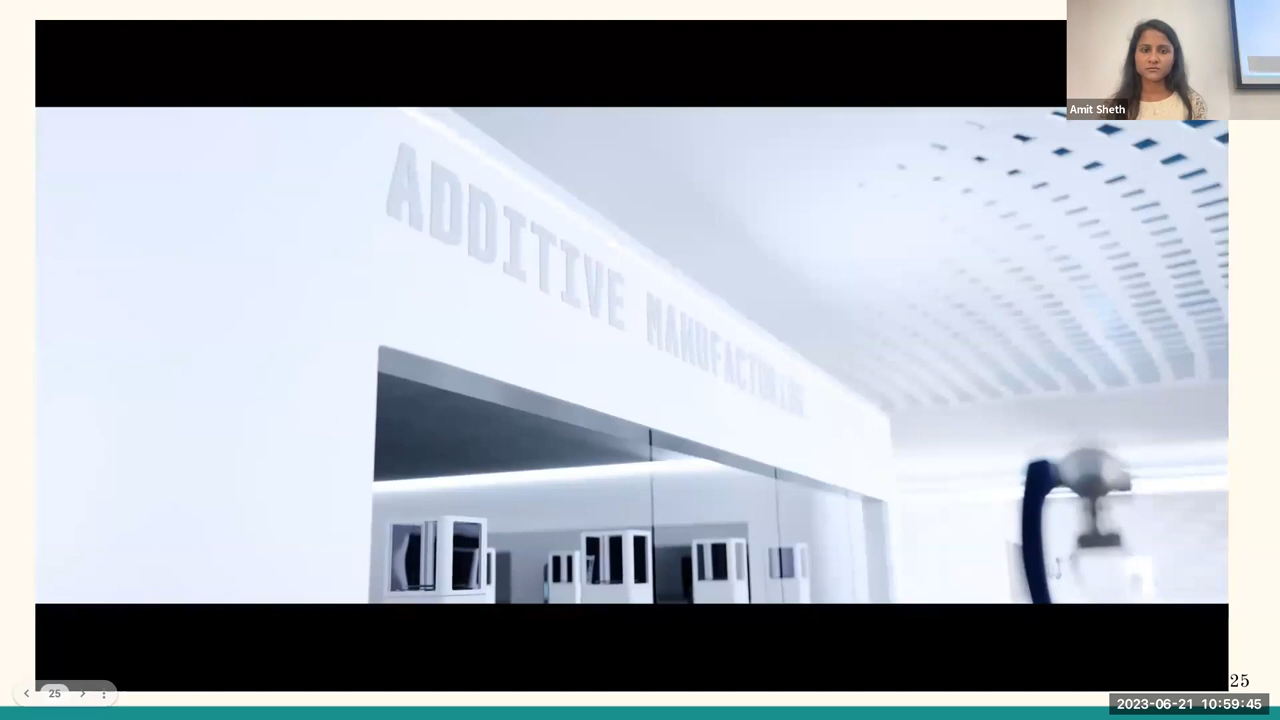 Amit Sheth
ADDITIVE MANUFACTURING
25
25
2023-06-21 10:59:45